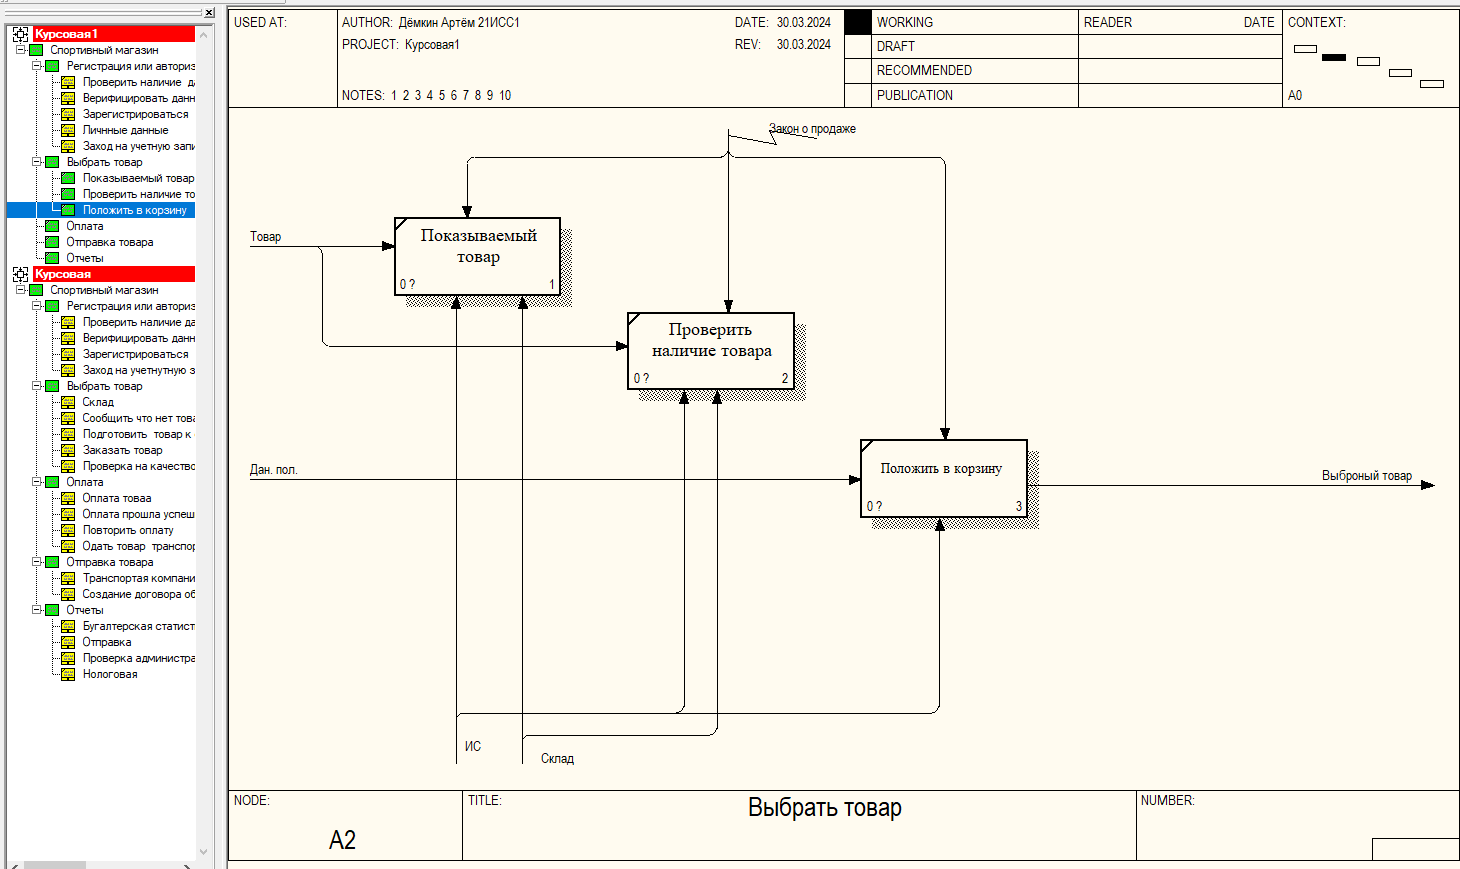 Курсовая1
Спортивный магазин
Регистрация или авториз
Проверить наличие да
Верифицировать данн
Зарегистрироваться
Личнные данные
Заход на учетную запи
Выбрать товар
Показываемый товар
Проверить наличие то
Положить в корзину
Оплата
Отправка товара
Отчеты
Курсовая
Спортивный магазин
Регистрация или авториз
Проверить наличие да
Верифицировать данн
Зарегистрироваться
Заход на учетнутную з
Выбрать товар
Склад
Сообщить что нет това
Подготовить товар к
Заказать товар
Проверка на качество
Оплата
Оплата товаа
Оплата прошла успеш
Повторить оплату
Одать товар транспор
Отправка товара
Транспортая компани
Создание договора об
Отчеты
Бугалтерская статист
Отправка
Проверка администра
Нологовая
USED AT:
AUTHOR: Дёмкин Артём 21ИСС1
DATE: 30.03.2024
PROJECT: Курсовая1
REV: 30.03.2024
NOTES: 1 2 3 4 5 6 7 8 9 10
WORKING
DRAFT
RECOMMENDED
PUBLICATION
READER
DATE
CONTEXT:
A0
Закон о продаже
Товар
Показываемый
товар
0 ?
1
Проверить
наличие товара
0 ?
2
Дан. пол.
Положить в корзину
0 ?
3
Выброный товар
ИС
Склад
NODE:
A2
TITLE:
Выбрать товар
NUMBER: